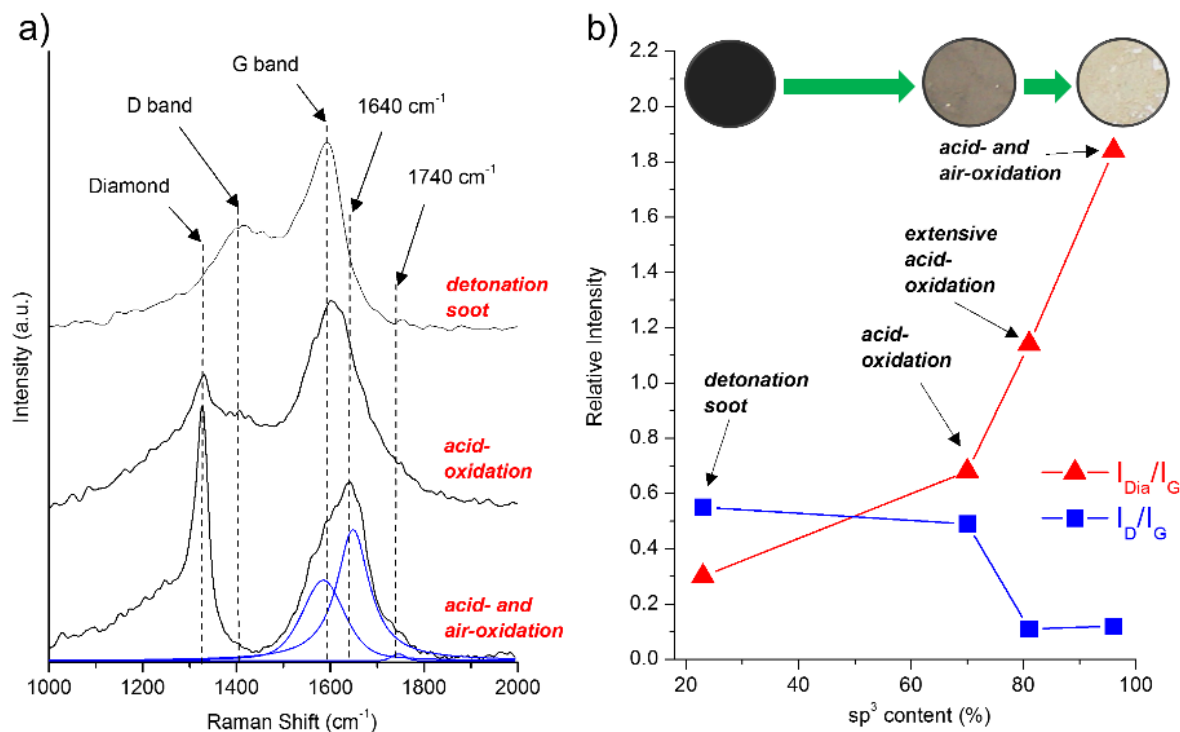 a)
G band
D band
1640 cm⁻¹
Diamond
1740 cm⁻¹
detonation
soot
acid-
oxidation
acid- and
air-oxidation
Intensity (a.u.)
1000 1200 1400 1600 1800 2000
Raman Shift (cm⁻¹)
b)
2.2
2.0
1.8
1.6
1.4
1.2
1.0
0.8
0.6
0.4
0.2
0.0
Relative Intensity
acid- and
air-oxidation
extensive
acid-
oxidation
acid-
oxidation
detonation
soot
I_Dia/I_G
I_D/I_G
20 40 60 80 100
sp³ content (%)